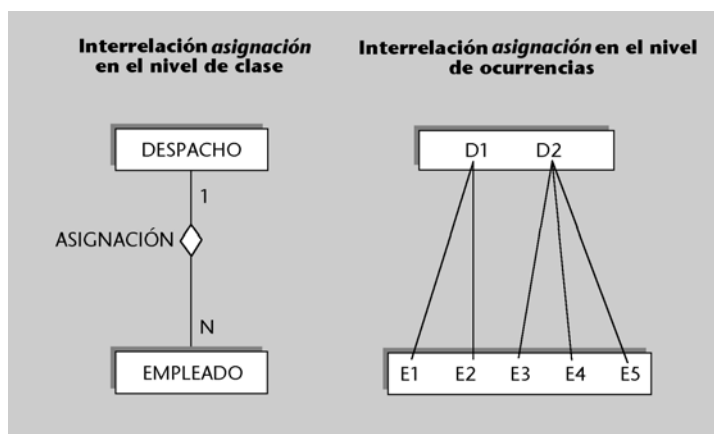 Interrelación asignación
en el nivel de clase
Interrelación asignación en el nivel
de ocurrencias
DESPACHO
1
ASIGNACIÓN
N
EMPLEADO
D1 D2
E1 E2 E3 E4 E5